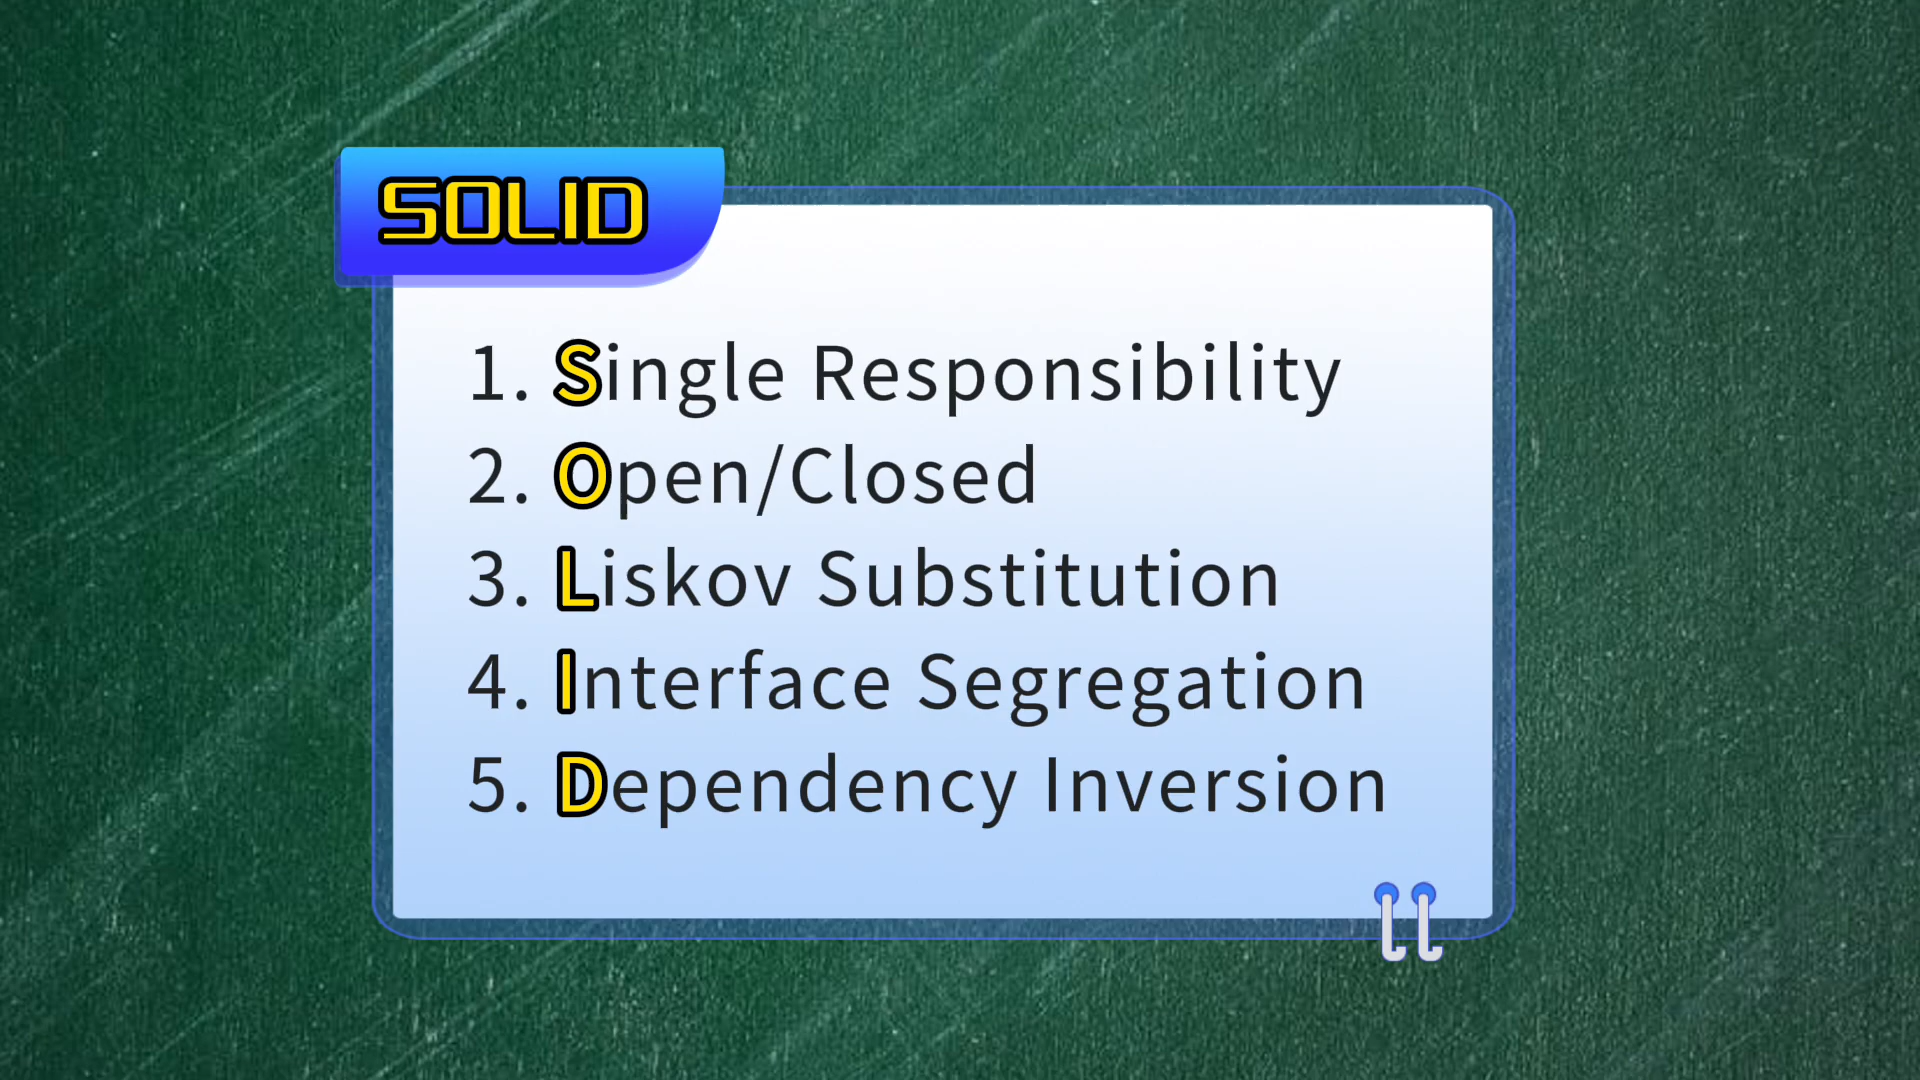 SOLID
1. Single Responsibility
2. Open/Closed
3. Liskov Substitution
4. Interface Segregation
5. Dependency Inversion